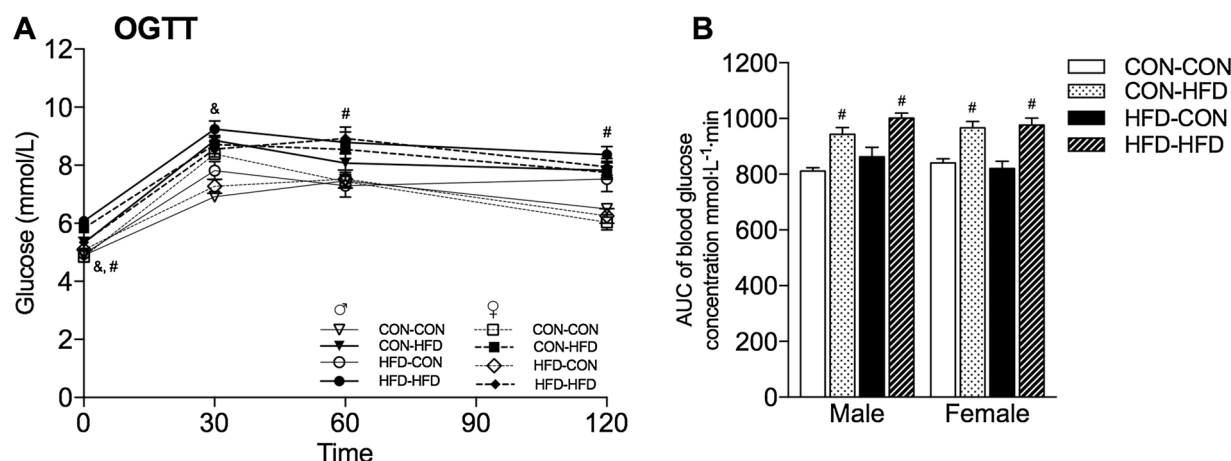 A OGTT
12
10
8
6
4
2
0
Glucose (mmol/L)
&
#
#
&, #
♂ ♀
CON-CON CON-CON
CON-HFD CON-HFD
HFD-CON HFD-CON
HFD-HFD HFD-HFD
0 30 60 90 120
Time
B
1200
1000
800
600
400
200
0
AUC of blood glucose
concentration mmol·L⁻¹·min
# # # #
Male Female
CON-CON
CON-HFD
HFD-CON
HFD-HFD